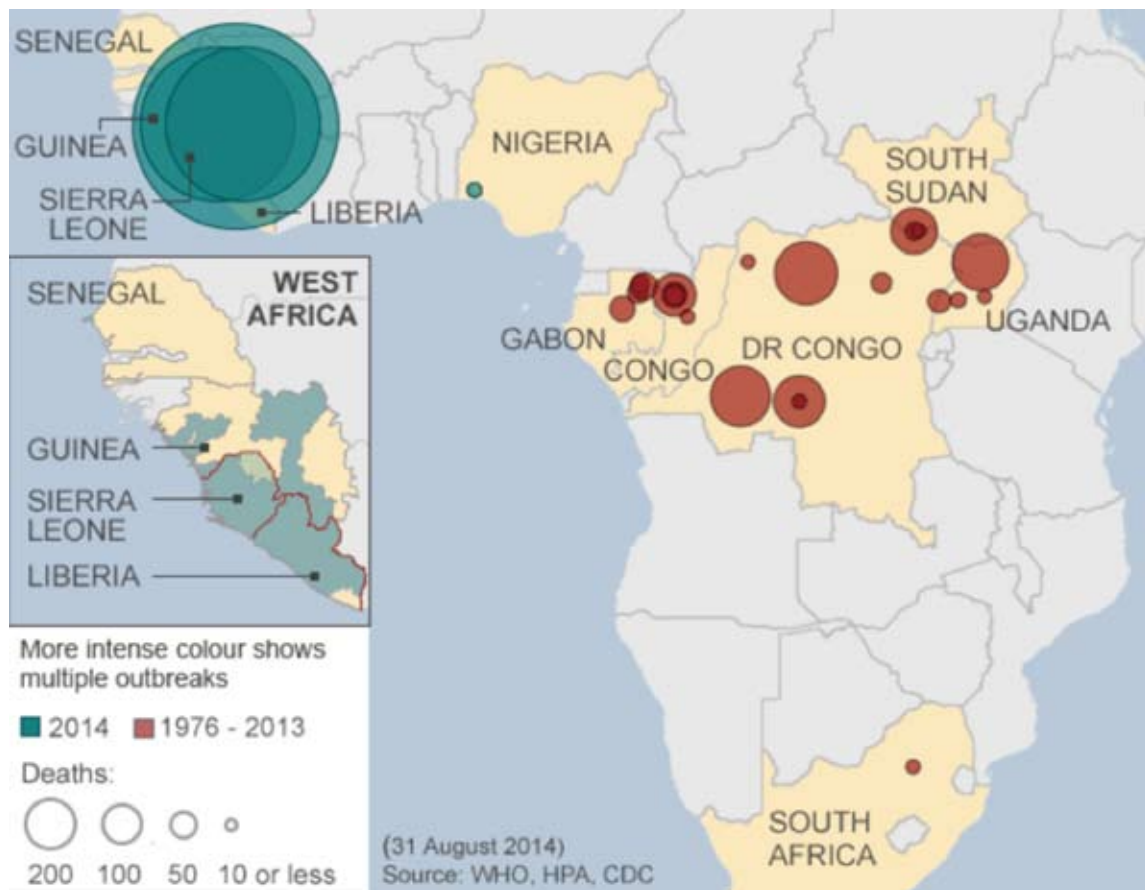 SENEGAL
GUINEA
SIERRA
LEONE
LIBERIA
NIGERIA
SOUTH
SUDAN
UGANDA
GABON
CONGO
DR CONGO
SOUTH
AFRICA
WEST
AFRICA
SENEGAL
GUINEA
SIERRA
LEONE
LIBERIA
More intense colour shows
multiple outbreaks
2014 1976 - 2013
Deaths:
200 100 50 10 or less
(31 August 2014)
Source: WHO, HPA, CDC